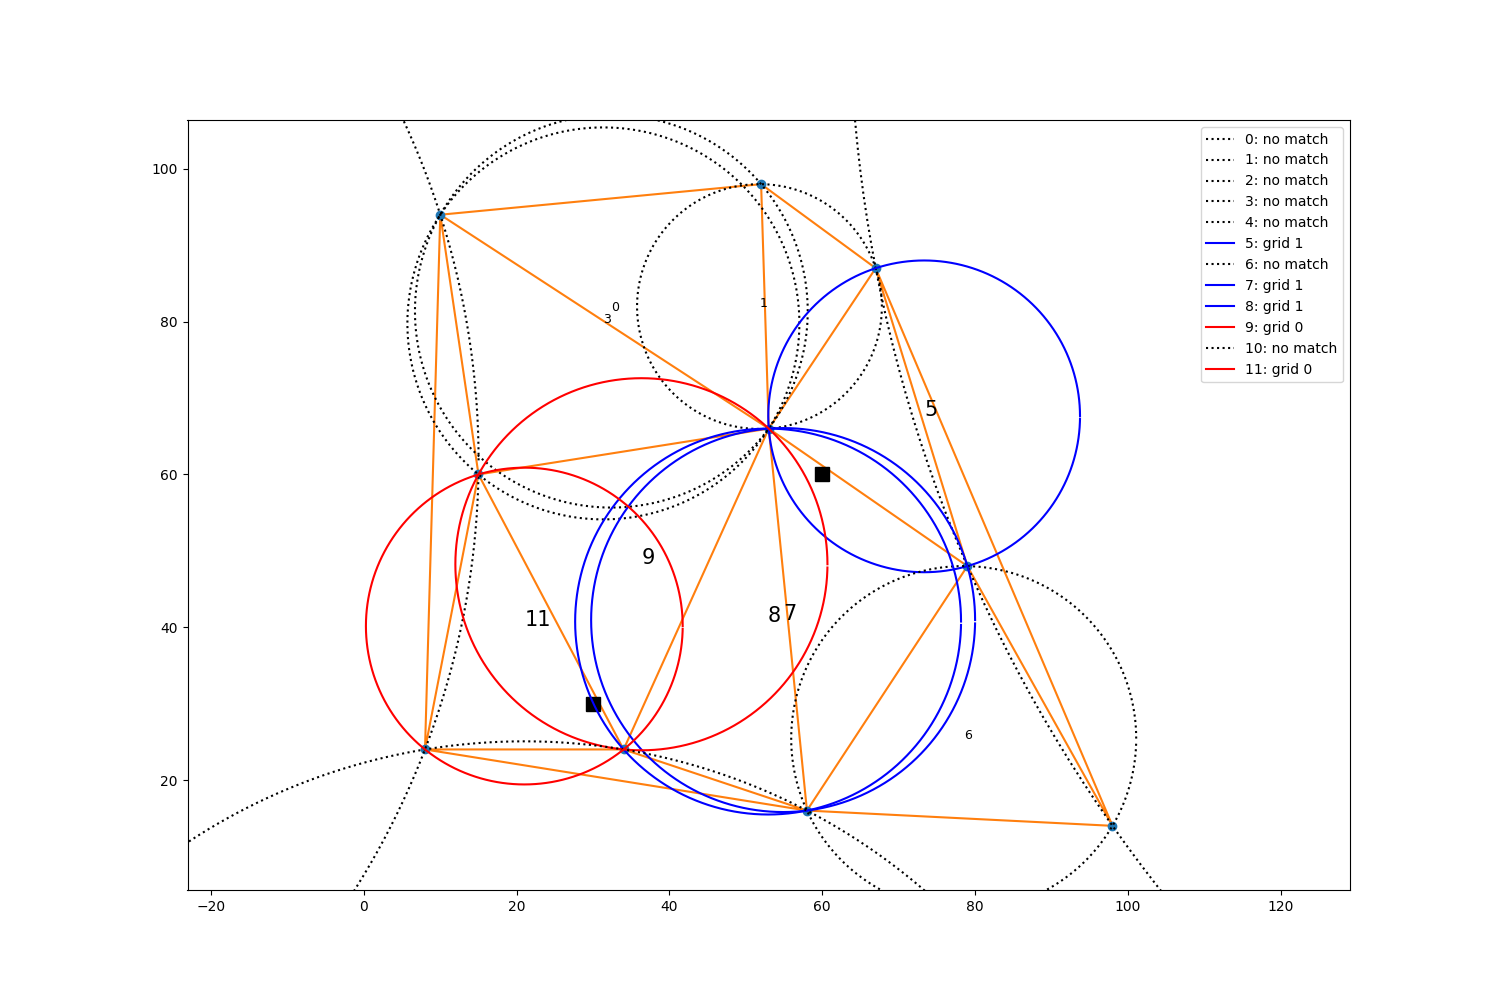 100
80
60
40
20
−20 0 20 40 60 80 100 120
0: no match
1: no match
2: no match
3: no match
4: no match
5: grid 1
6: no match
7: grid 1
8: grid 1
9: grid 0
10: no match
11: grid 0
0
1
3
5
9
11
8
7
6